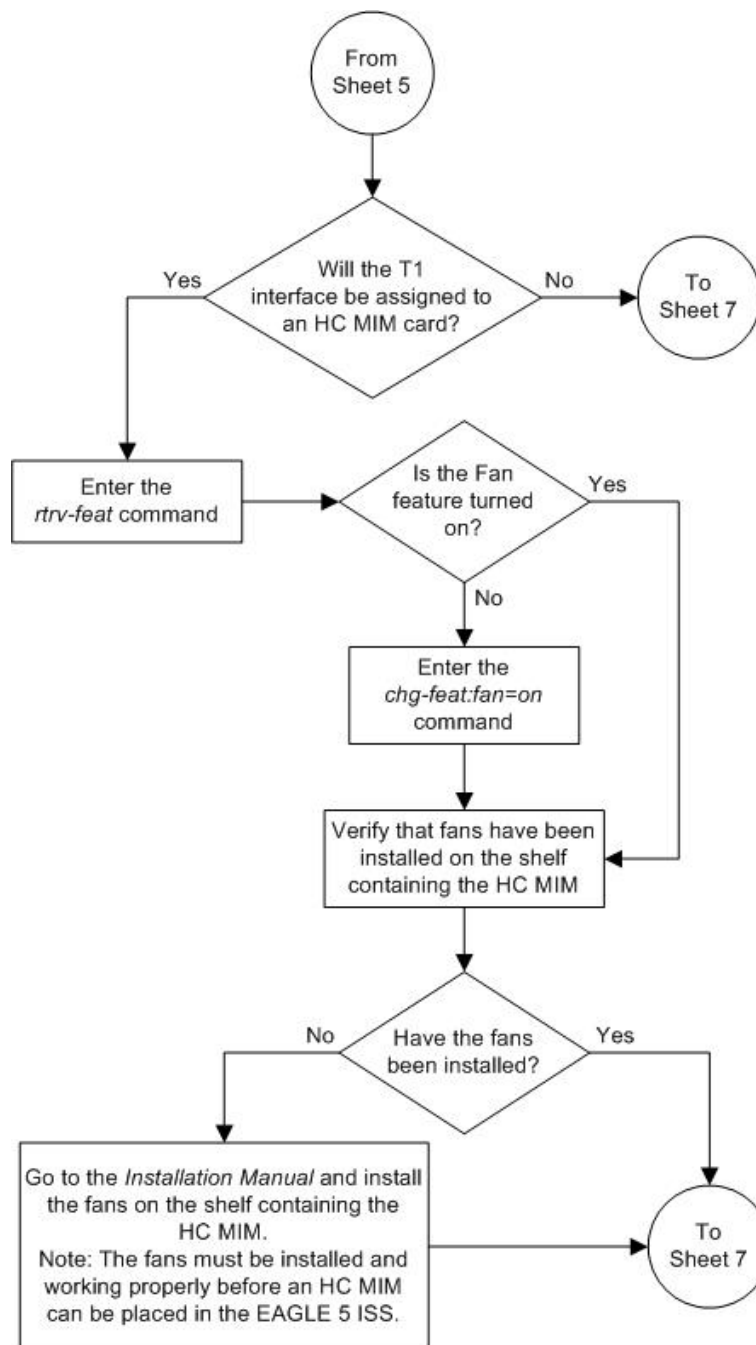 From
Sheet 5
Will the T1
interface be assigned to
an HC MIM card?
Yes
No
To
Sheet 7
Enter the
rtrv-feat command
Is the Fan
feature turned
on?
Yes
No
Enter the
chg-feat:fan=on
command
Verify that fans have been
installed on the shelf
containing the HC MIM
Have the fans
been installed?
No
Yes
Go to the Installation Manual and install
the fans on the shelf containing the
HC MIM.
Note: The fans must be installed and
working properly before an HC MIM
can be placed in the EAGLE 5 ISS.
To
Sheet 7